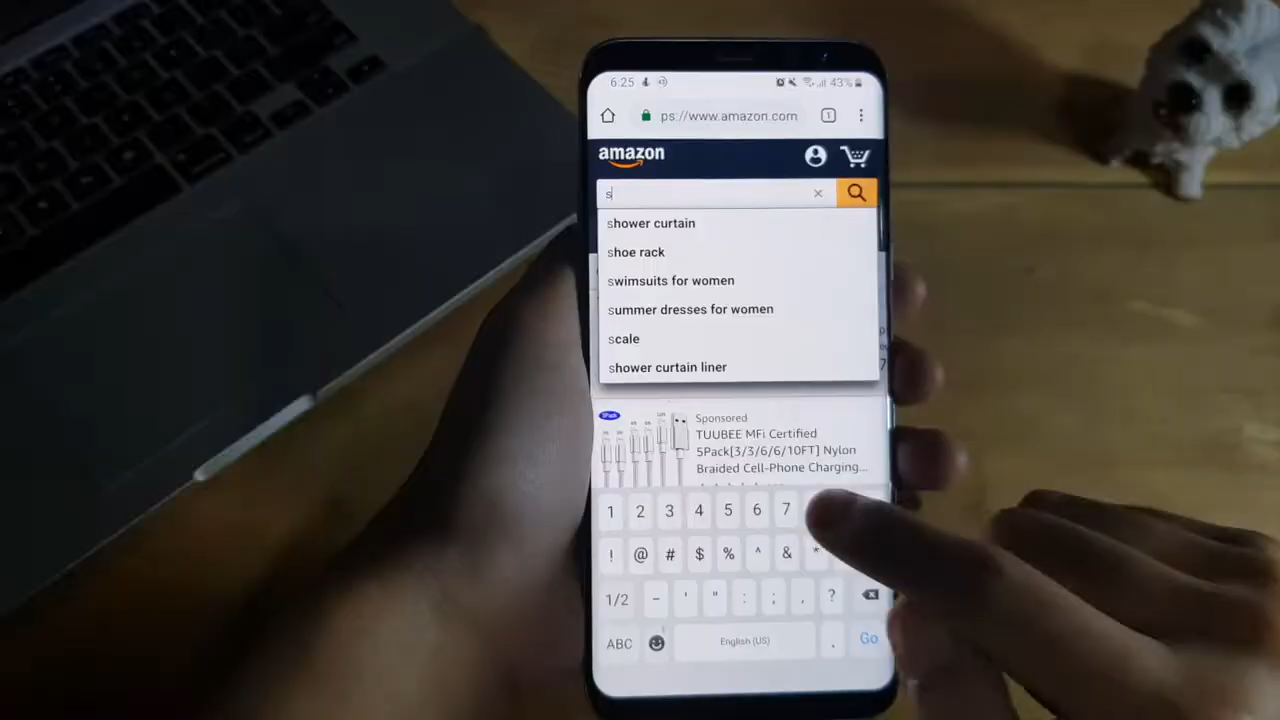 6:25 43%
ps://www.amazon.com 1
amazon
s
shower curtain
shoe rack
swimsuits for women
summer dresses for women
scale
shower curtain liner
5Pack
Sponsored
TUUBEE MFi Certified
5Pack[3/3/6/6/10FT] Nylon
Braided Cell-Phone Charging...
1 2 3 4 5 6 7
! @ # $ % ^ & *
1/2 - ' " : ; , ?
ABC English (US) . Go